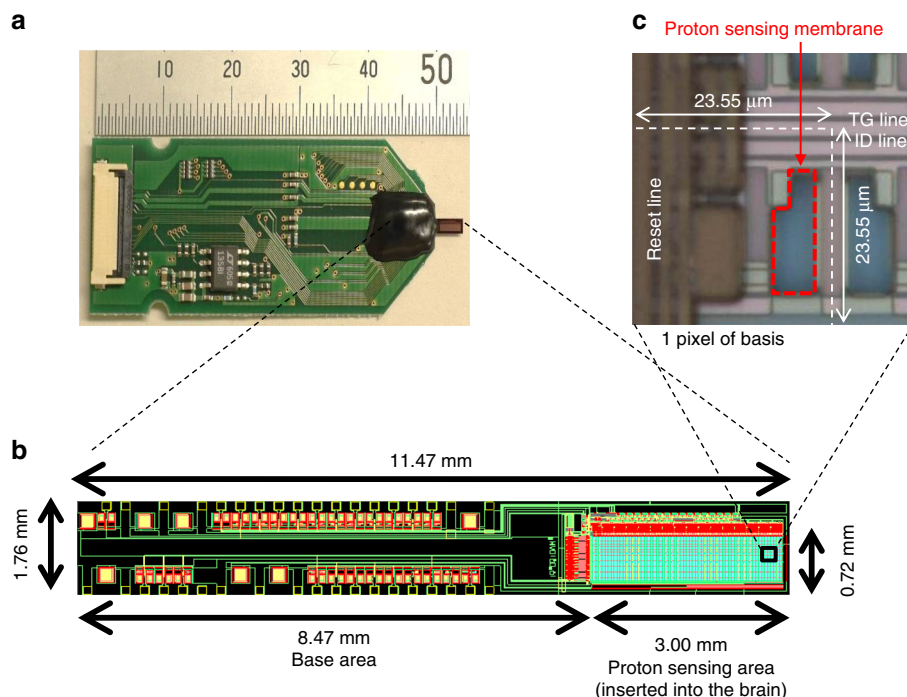 a
10 20 30 40 50
6050
1358I
c
Proton sensing membrane
23.55 µm
TG line
ID line
Reset line
23.55 µm
1 pixel of basis
b
11.47 mm
1.76 mm
0.72 mm
8.47 mm
Base area
3.00 mm
Proton sensing area
(inserted into the brain)